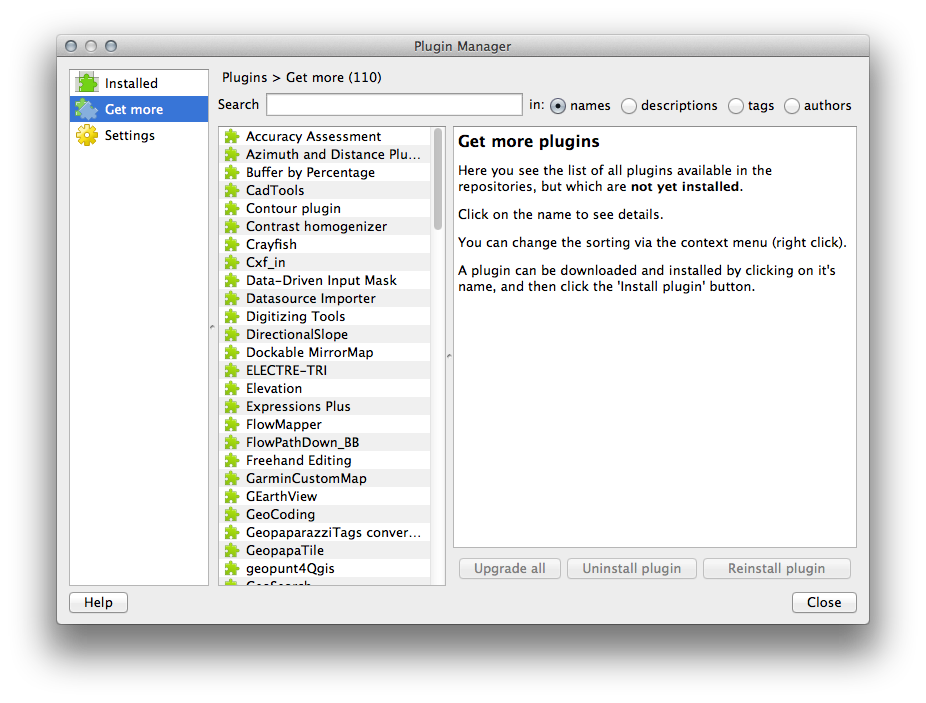 Plugin Manager
Installed
Get more
Settings
Plugins > Get more (110)
Search
in: names descriptions tags authors
Accuracy Assessment
Azimuth and Distance Plu...
Buffer by Percentage
CadTools
Contour plugin
Contrast homogenizer
Crayfish
Cxf_in
Data-Driven Input Mask
Datasource Importer
Digitizing Tools
DirectionalSlope
Dockable MirrorMap
ELECTRE-TRI
Elevation
Expressions Plus
FlowMapper
FlowPathDown_BB
Freehand Editing
GarminCustomMap
GEarthView
GeoCoding
GeopaparazziTags conver...
GeopapaTile
geopunt4Qgis
GeoSearch
Get more plugins
Here you see the list of all plugins available in the
repositories, but which are not yet installed.
Click on the name to see details.
You can change the sorting via the context menu (right click).
A plugin can be downloaded and installed by clicking on it's
name, and then click the 'Install plugin' button.
Upgrade all
Uninstall plugin
Reinstall plugin
Help
Close